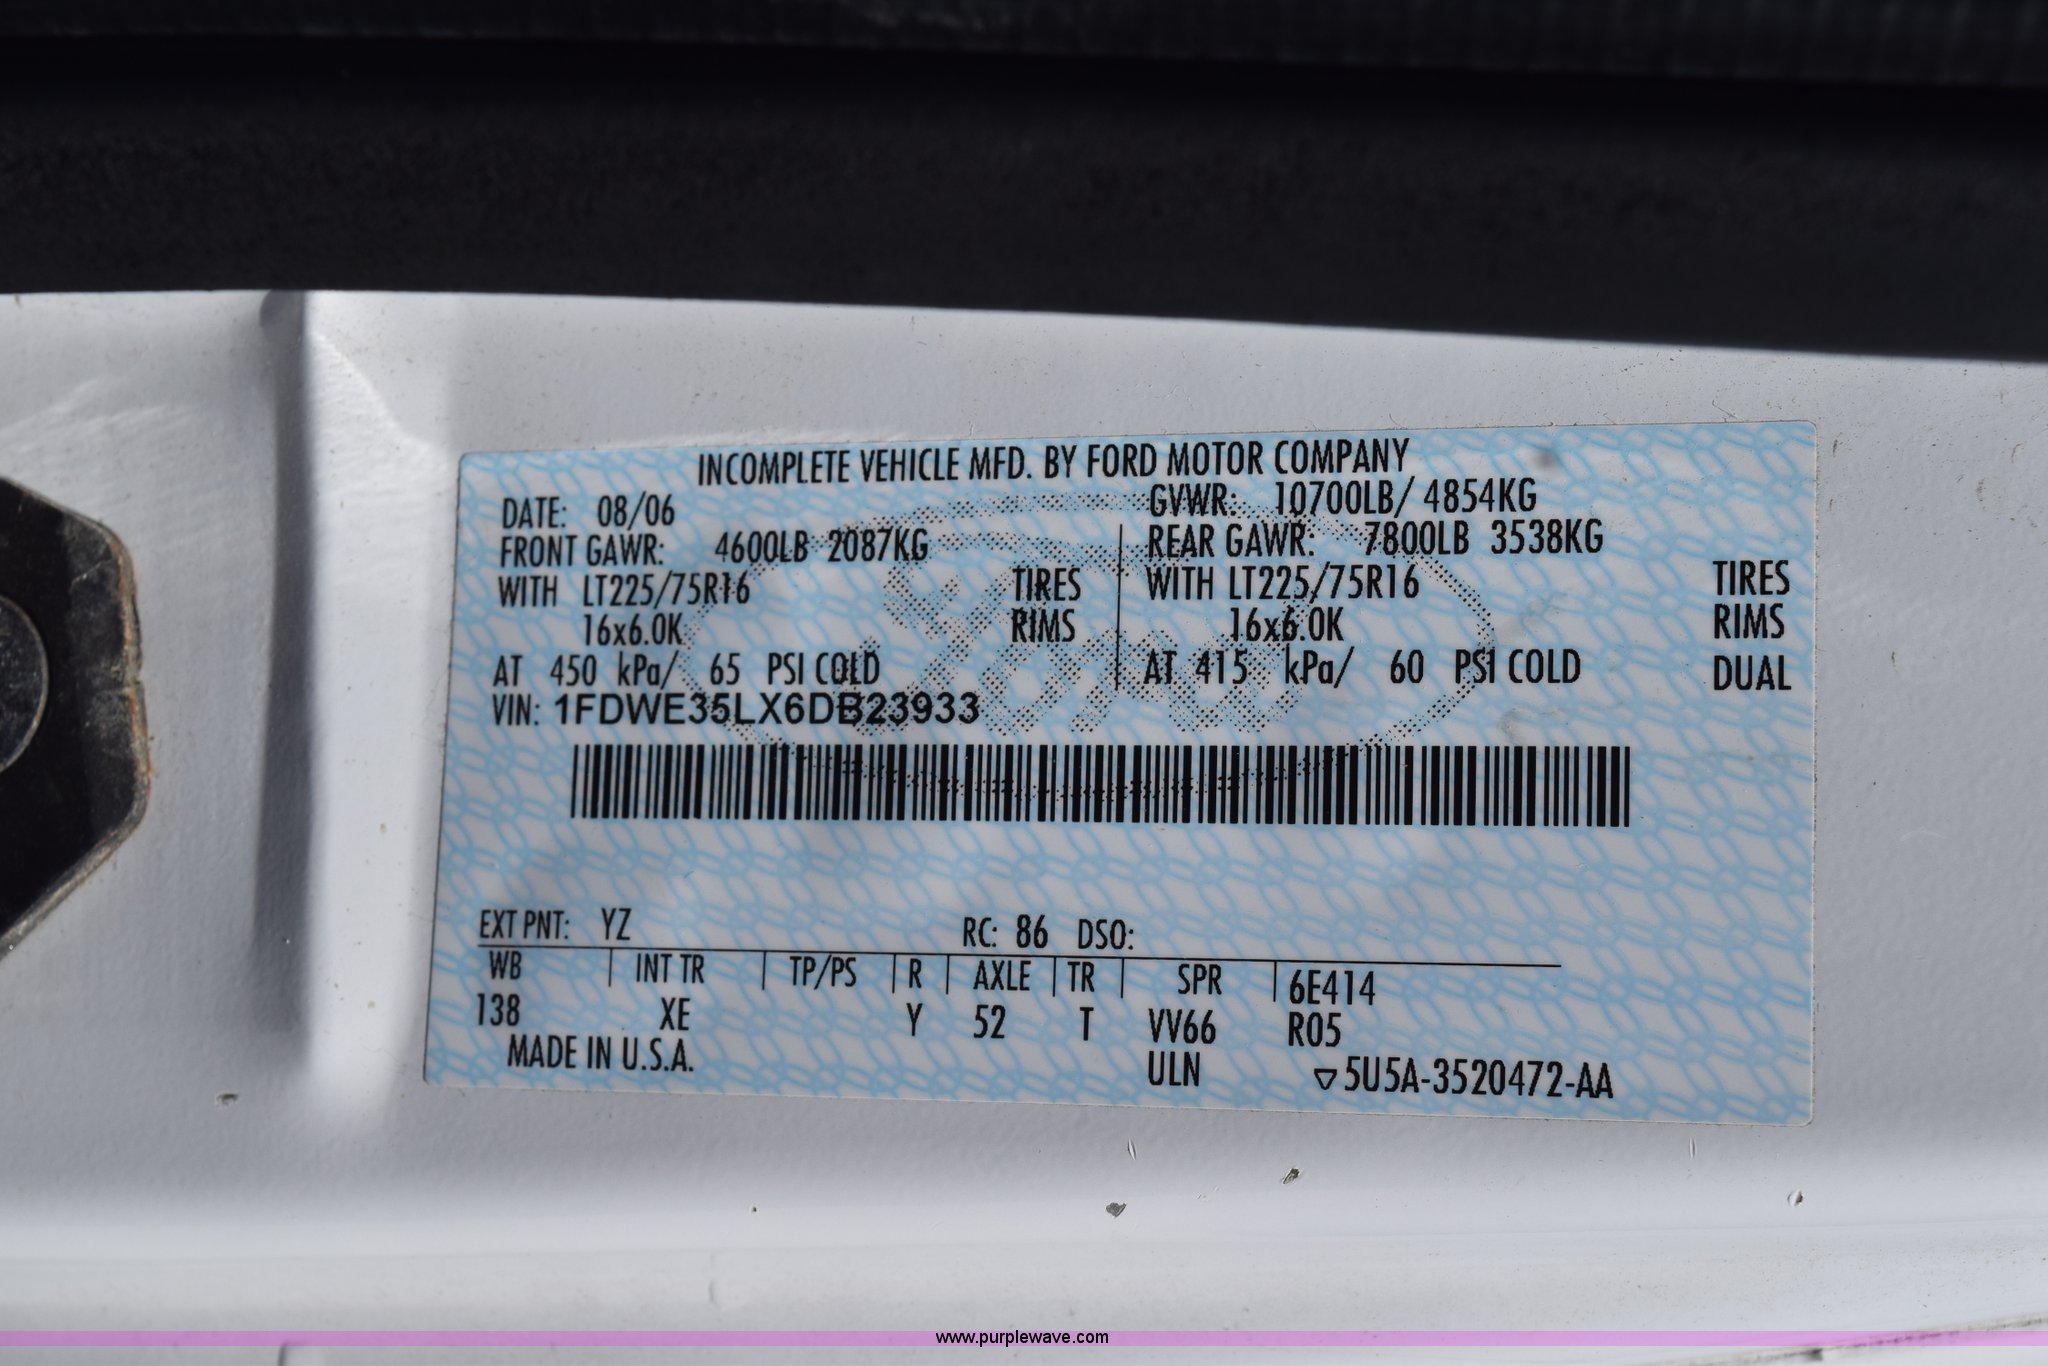 INCOMPLETE VEHICLE MFD. BY FORD MOTOR COMPANY
DATE: 08/06 GVWR: 10700LB/ 4854KG
FRONT GAWR: 4600LB 2087KG REAR GAWR: 7800LB 3538KG
WITH LT225/75R16 TIRES WITH LT225/75R16 TIRES
16x6.0K RIMS 16x6.0K RIMS
AT 450 kPa/ 65 PSI COLD AT 415 kPa/ 60 PSI COLD DUAL
VIN: 1FDWE35LX6DB23933
Ford
EXT PNT: YZ RC: 86 DSO:
WB INT TR TP/PS R AXLE TR SPR 6E414
138 XE Y 52 T VV66 R05
MADE IN U.S.A. ULN ▽5U5A-3520472-AA
www.purplewave.com